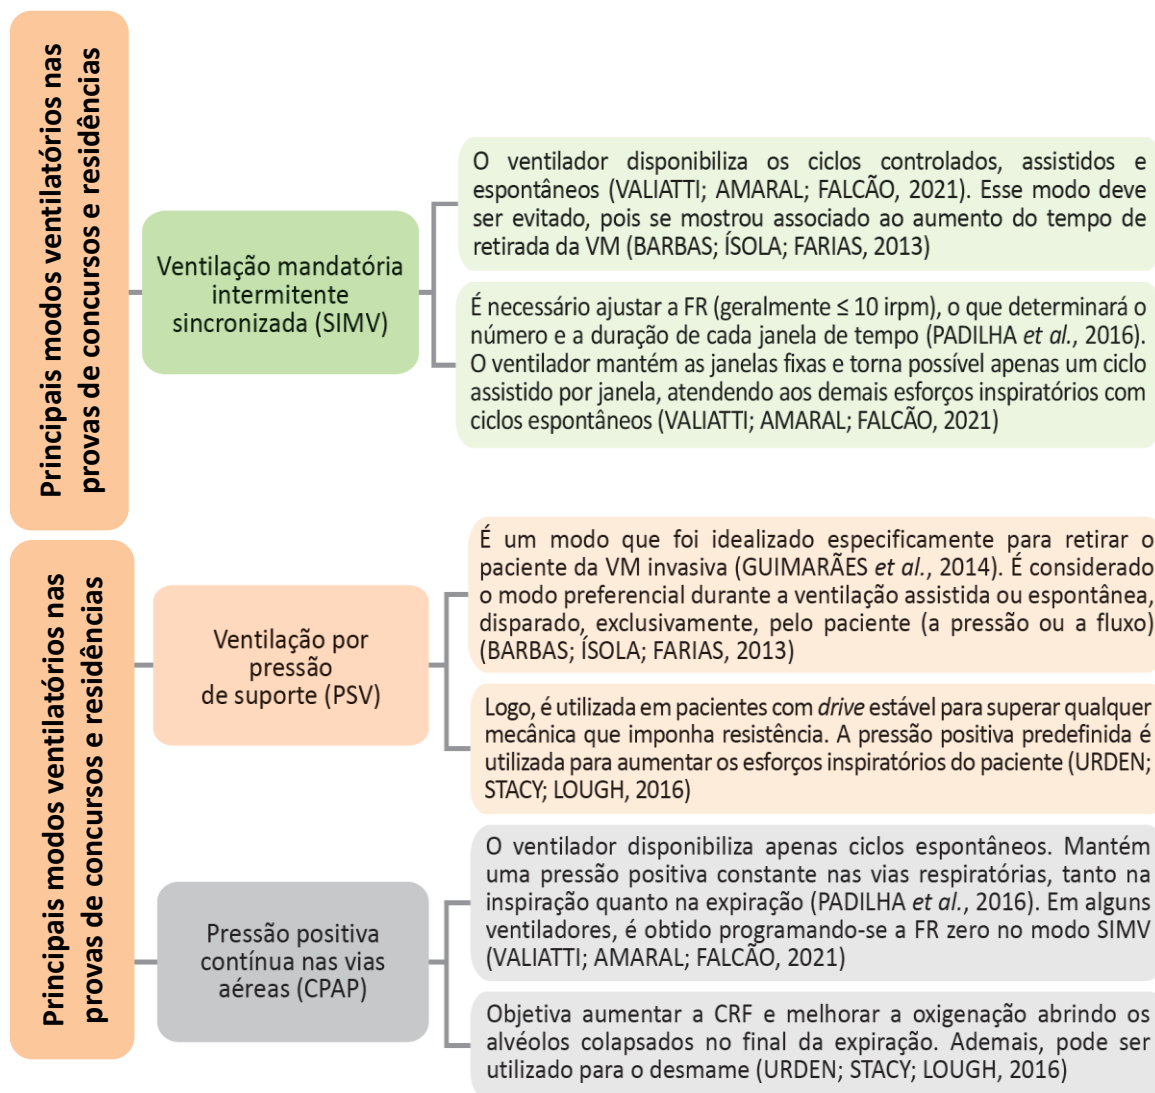 Principais modos ventilatórios nas
provas de concursos e residências
Ventilação mandatória
intermitente
sincronizada (SIMV)
O ventilador disponibiliza os ciclos controlados, assistidos e
espontâneos (VALIATTI; AMARAL; FALCÃO, 2021). Esse modo deve
ser evitado, pois se mostrou associado ao aumento do tempo de
retirada da VM (BARBAS; ÍSOLA; FARIAS, 2013)
É necessário ajustar a FR (geralmente ≤ 10 irpm), o que determinará o
número e a duração de cada janela de tempo (PADILHA et al., 2016).
O ventilador mantém as janelas fixas e torna possível apenas um ciclo
assistido por janela, atendendo aos demais esforços inspiratórios com
ciclos espontâneos (VALIATTI; AMARAL; FALCÃO, 2021)
Principais modos ventilatórios nas
provas de concursos e residências
Ventilação por
pressão
de suporte (PSV)
É um modo que foi idealizado especificamente para retirar o
paciente da VM invasiva (GUIMARÃES et al., 2014). É considerado
o modo preferencial durante a ventilação assistida ou espontânea,
disparado, exclusivamente, pelo paciente (a pressão ou a fluxo)
(BARBAS; ÍSOLA; FARIAS, 2013)
Logo, é utilizada em pacientes com drive estável para superar qualquer
mecânica que imponha resistência. A pressão positiva predefinida é
utilizada para aumentar os esforços inspiratórios do paciente (URDEN;
STACY; LOUGH, 2016)
Pressão positiva
contínua nas vias
aéreas (CPAP)
O ventilador disponibiliza apenas ciclos espontâneos. Mantém
uma pressão positiva constante nas vias respiratórias, tanto na
inspiração quanto na expiração (PADILHA et al., 2016). Em alguns
ventiladores, é obtido programando-se a FR zero no modo SIMV
(VALIATTI; AMARAL; FALCÃO, 2021)
Objetiva aumentar a CRF e melhorar a oxigenação abrindo os
alvéolos colapsados no final da expiração. Ademais, pode ser
utilizado para o desmame (URDEN; STACY; LOUGH, 2016)